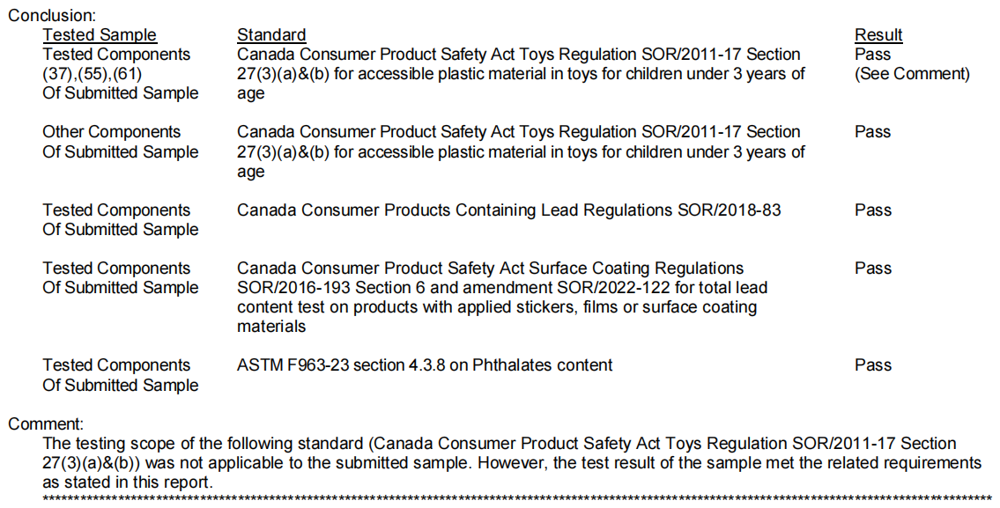 Conclusion:
Tested Sample Standard Result
Tested Components Canada Consumer Product Safety Act Toys Regulation SOR/2011-17 Section Pass
(37),(55),(61) 27(3)(a)&(b) for accessible plastic material in toys for children under 3 years of (See Comment)
Of Submitted Sample age
Other Components Canada Consumer Product Safety Act Toys Regulation SOR/2011-17 Section Pass
Of Submitted Sample 27(3)(a)&(b) for accessible plastic material in toys for children under 3 years of
age
Tested Components Canada Consumer Products Containing Lead Regulations SOR/2018-83 Pass
Of Submitted Sample
Tested Components Canada Consumer Product Safety Act Surface Coating Regulations Pass
Of Submitted Sample SOR/2016-193 Section 6 and amendment SOR/2022-122 for total lead
content test on products with applied stickers, films or surface coating
materials
Tested Components ASTM F963-23 section 4.3.8 on Phthalates content Pass
Of Submitted Sample
Comment:
The testing scope of the following standard (Canada Consumer Product Safety Act Toys Regulation SOR/2011-17 Section
27(3)(a)&(b)) was not applicable to the submitted sample. However, the test result of the sample met the related requirements
as stated in this report.